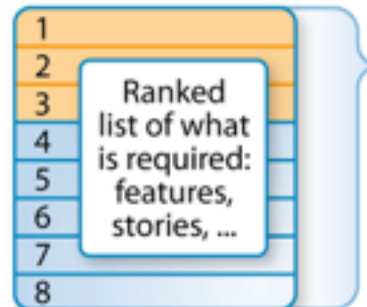 1
2
3
4
5
6
7
8
Ranked
list of what
is required:
features,
stories, ...